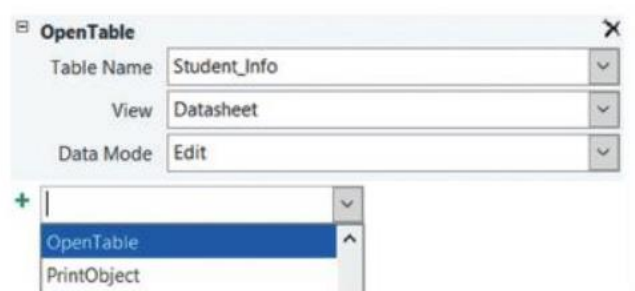 OpenTable
Table Name Student_Info
View Datasheet
Data Mode Edit
OpenTable
PrintObject